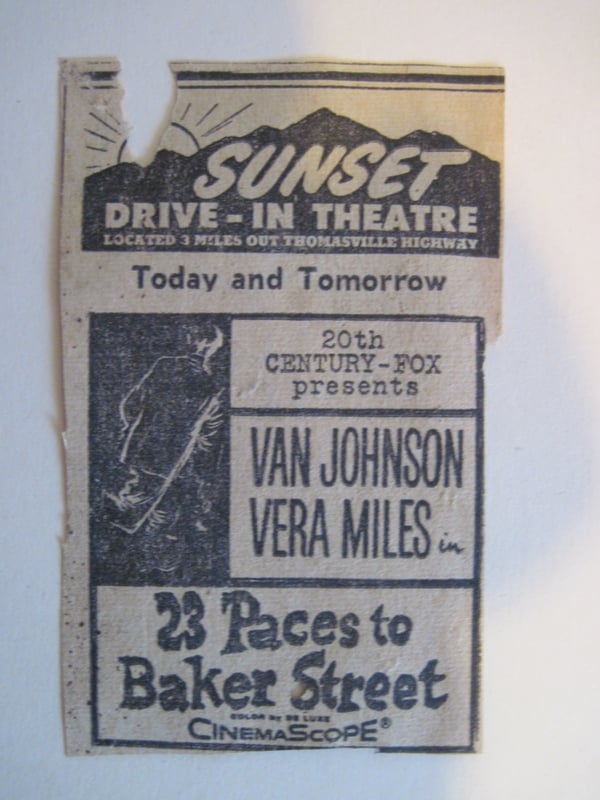 SUNSET
DRIVE-IN THEATRE
LOCATED 3 MILES OUT THOMASVILLE HIGHWAY
Today and Tomorrow
20th
CENTURY-FOX
presents
VAN JOHNSON
VERA MILES in
23 Paces to
Baker Street
COLOR BY DE LUXE
CINEMASCOPE®